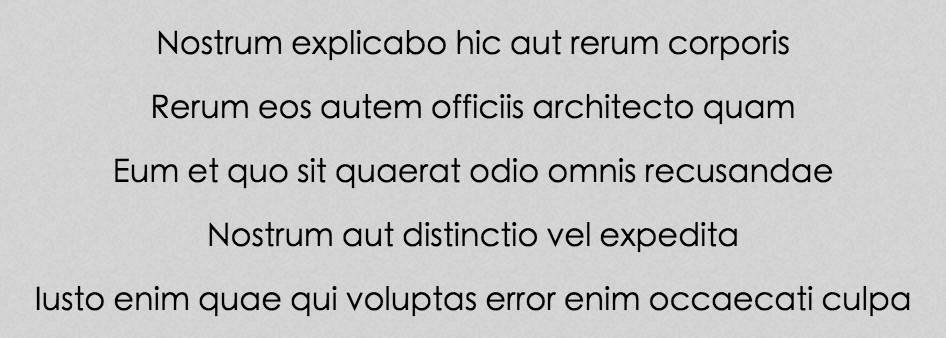 Nostrum explicabo hic aut rerum corporis
Rerum eos autem officiis architecto quam
Eum et quo sit quaerat odio omnis recusandae
Nostrum aut distinctio vel expedita
Iusto enim quae qui voluptas error enim occaecati culpa